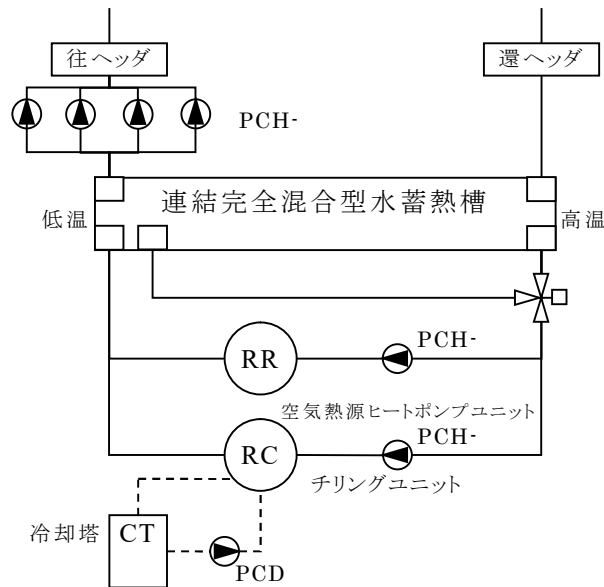 往ヘッダ
還ヘッダ
PCH-
連結完全混合型水蓄熱槽
低温
高温
PCH-
RR
空気熱源ヒートポンプユニット
PCH-
RC
チリングユニット
冷却塔
CT
PCD